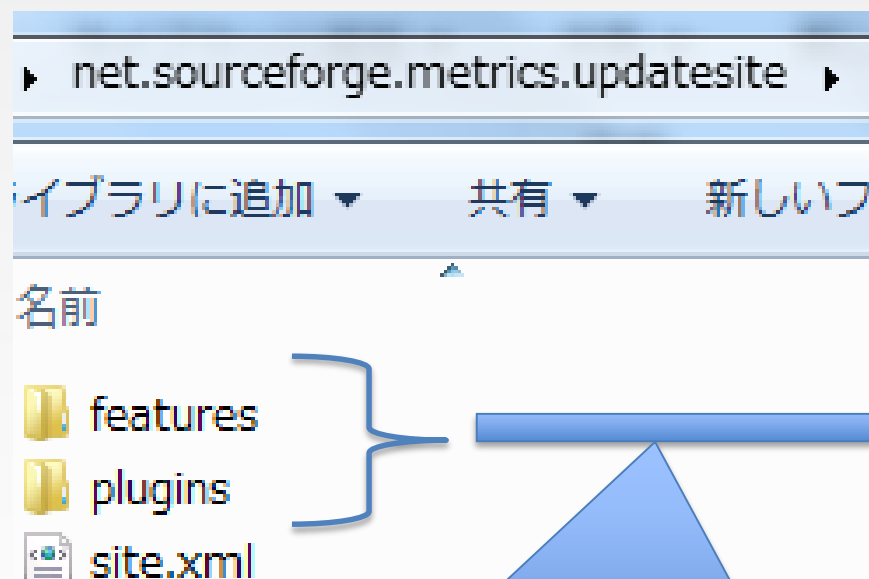 net.sourceforge.metrics.updatesite
イブラリに追加 共有 新しいフ
名前
features
plugins
site.xml